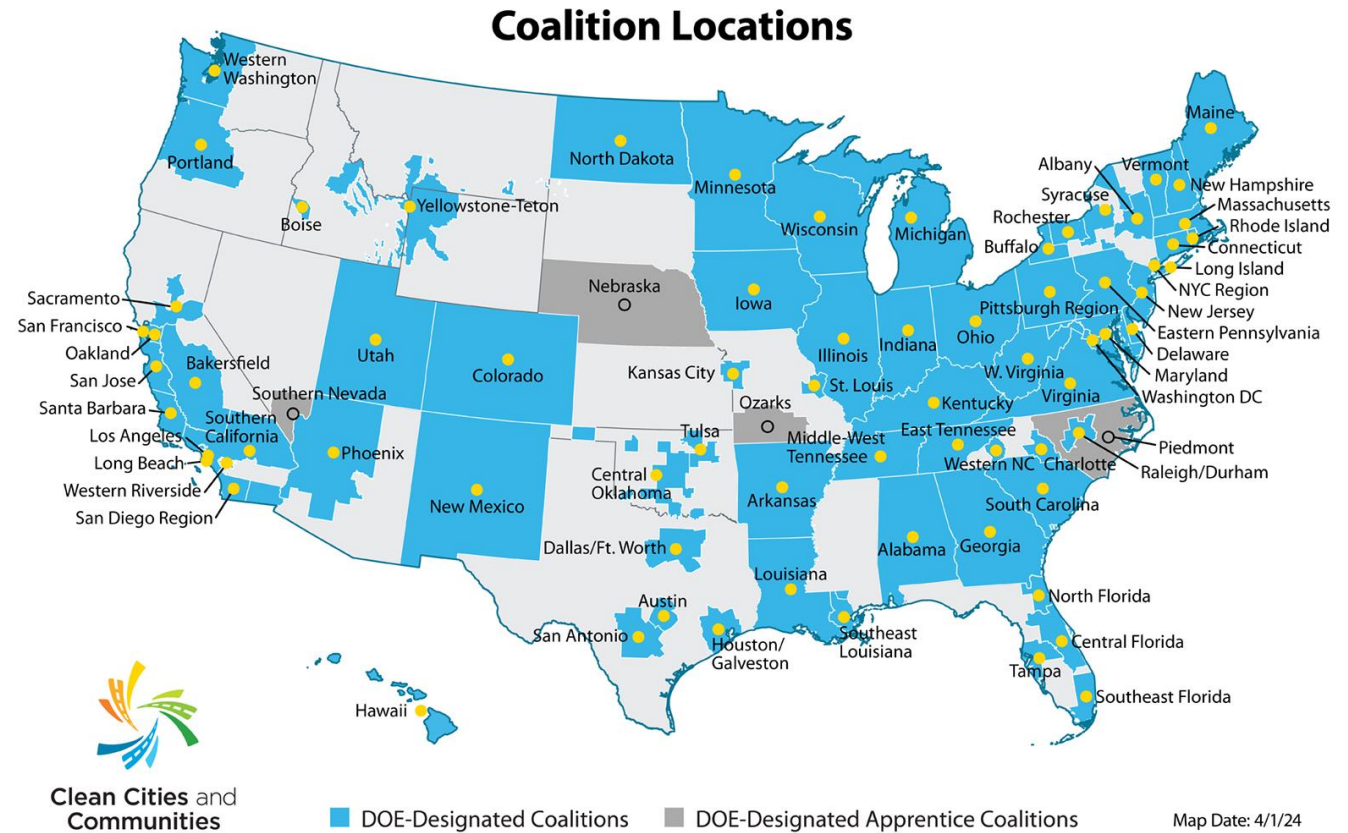 Coalition Locations
Western
Washington
Portland
Boise
Yellowstone-Teton
North Dakota
Minnesota
Wisconsin
Michigan
Maine
Albany
Vermont
Syracuse
New Hampshire
Massachusetts
Rochester
Rhode Island
Buffalo
Connecticut
Long Island
NYC Region
New Jersey
Pittsburgh Region
Eastern Pennsylvania
Delaware
Maryland
Washington DC
Sacramento
San Francisco
Oakland
San Jose
Bakersfield
Santa Barbara
Southern Nevada
Southern
California
Los Angeles
Long Beach
Western Riverside
San Diego Region
Utah
Colorado
Phoenix
New Mexico
Nebraska
Iowa
Kansas City
Illinois
Indiana
Ohio
St. Louis
W. Virginia
Virginia
Kentucky
Ozarks
Tulsa
Middle-West
Tennessee
East Tennessee
Western NC
Charlotte
Piedmont
Raleigh/Durham
Central
Oklahoma
Arkansas
South Carolina
Dallas/Ft. Worth
Alabama
Georgia
Louisiana
Austin
San Antonio
Houston/
Galveston
Southeast
Louisiana
North Florida
Central Florida
Tampa
Southeast Florida
Hawaii
Clean Cities and
Communities
DOE-Designated Coalitions
DOE-Designated Apprentice Coalitions
Map Date: 4/1/24